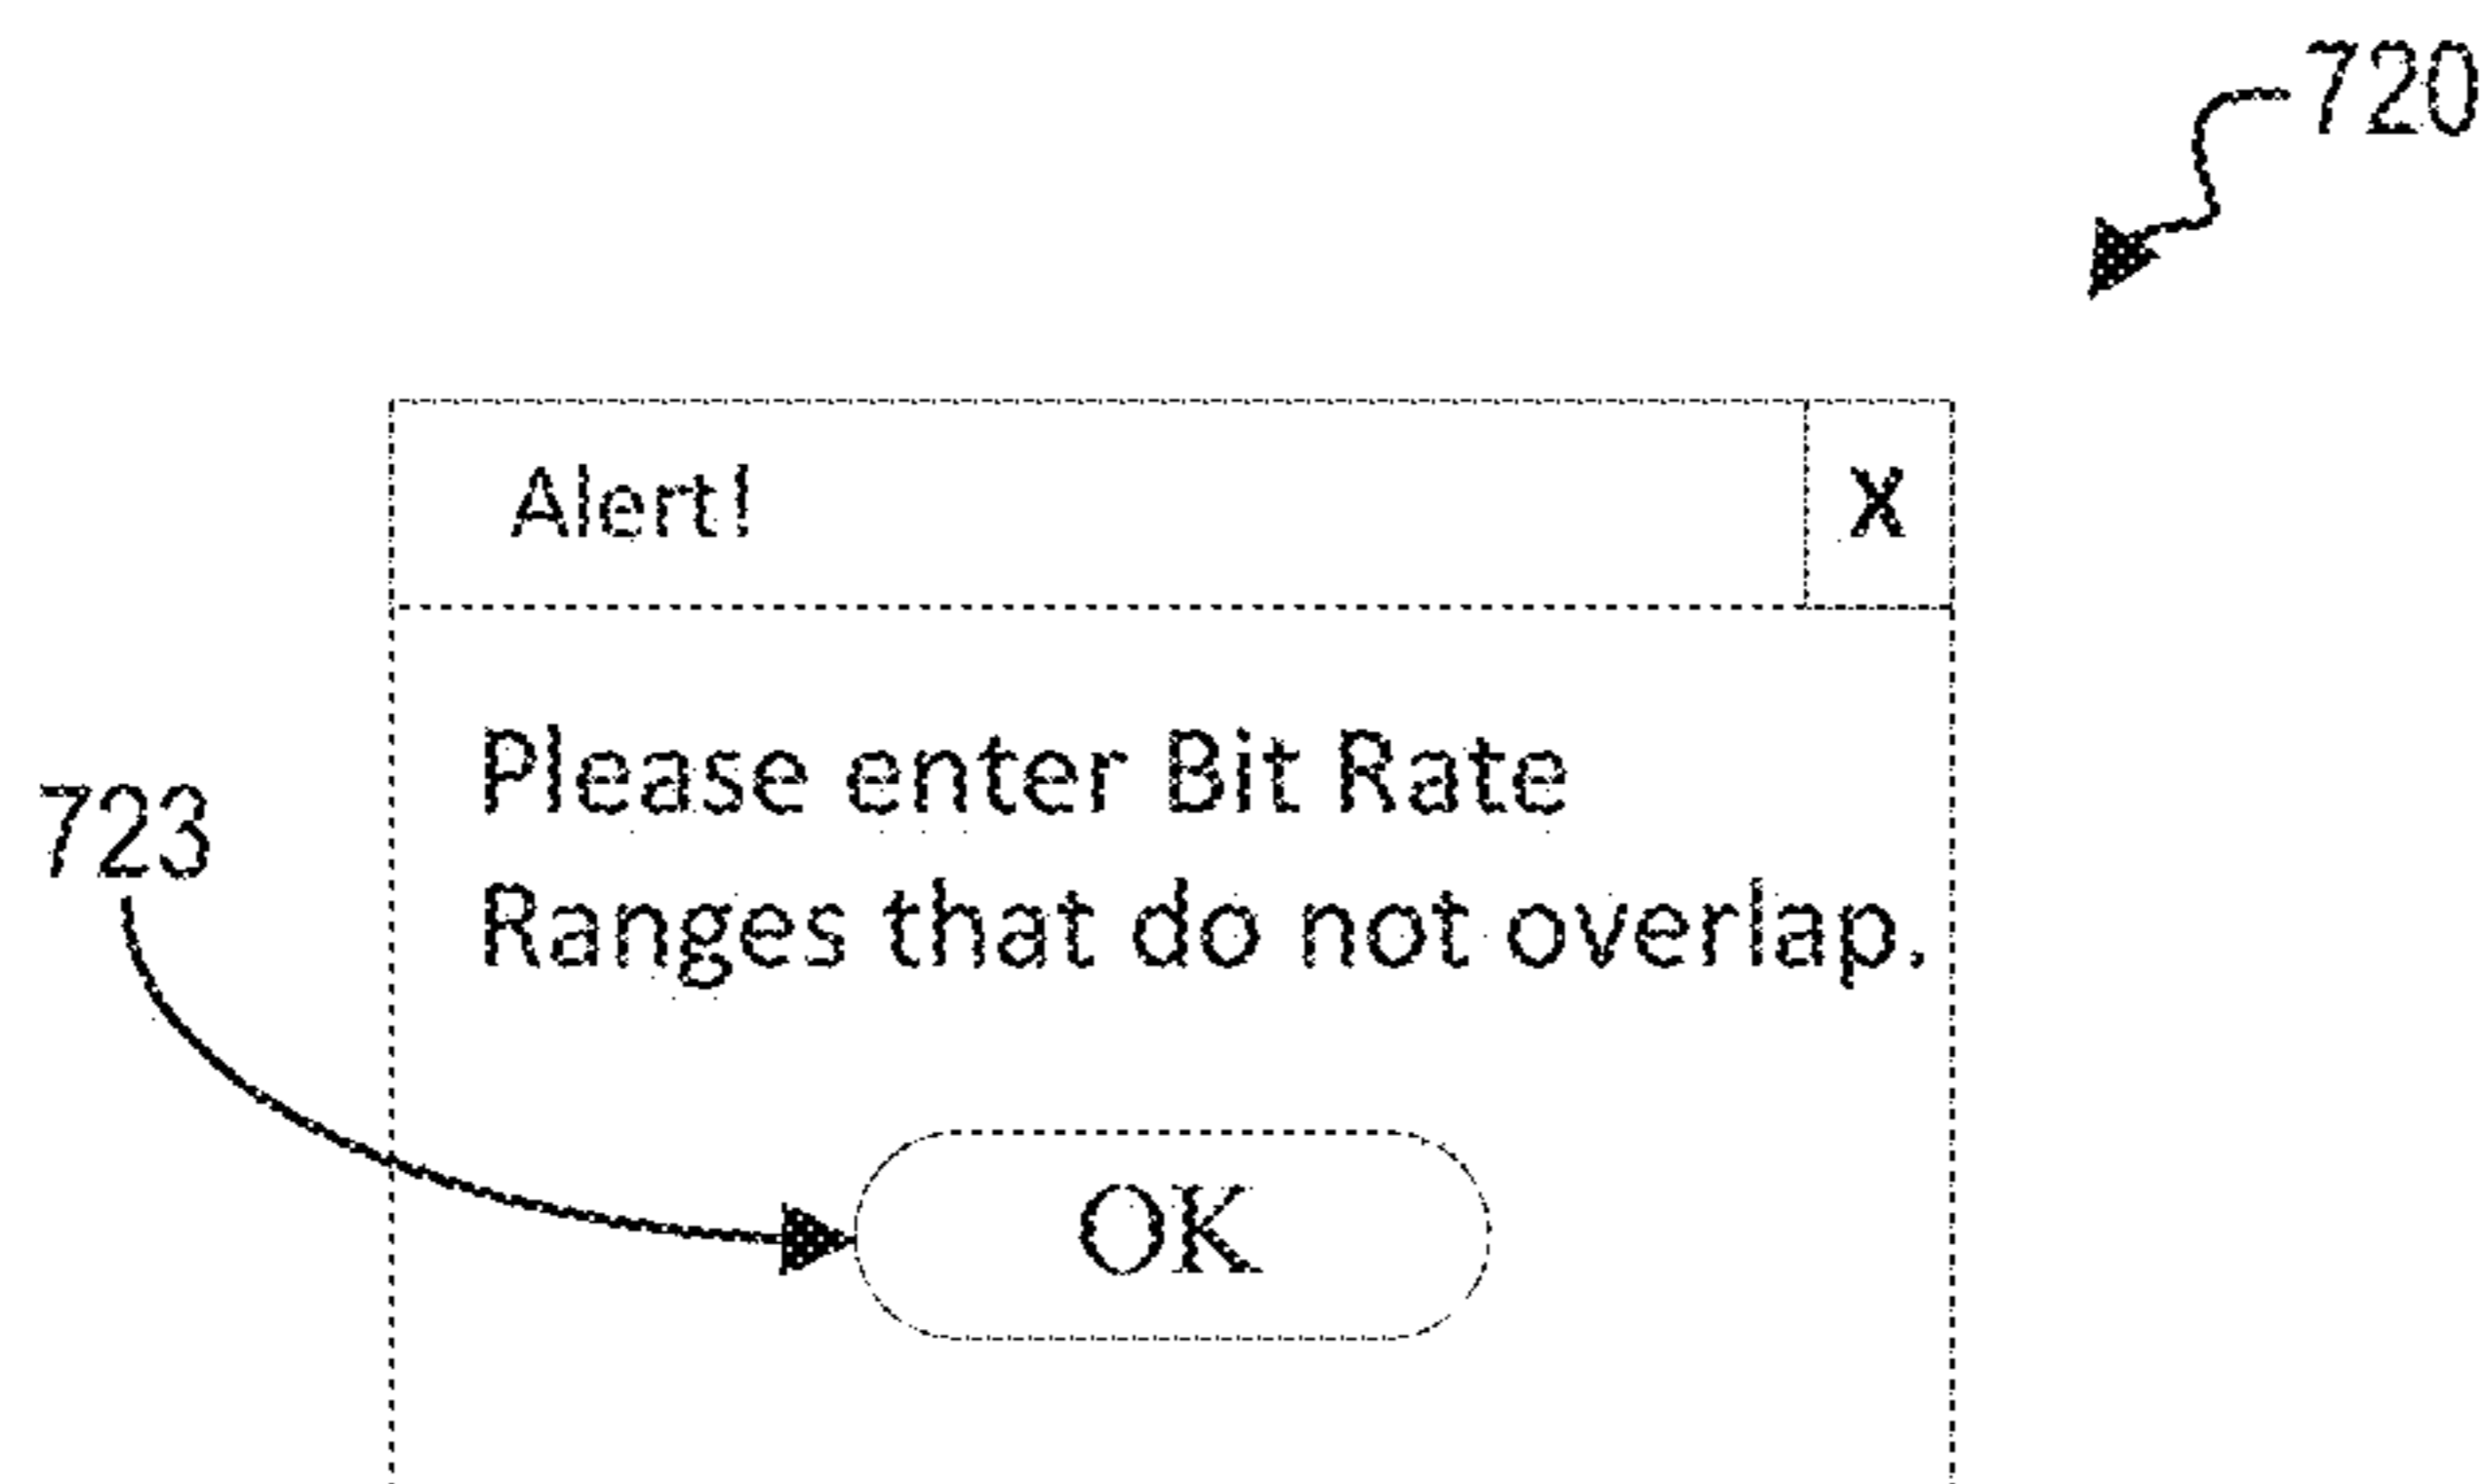 720
Alert! X
Please enter Bit Rate
723
Ranges that do not overlap.
OK